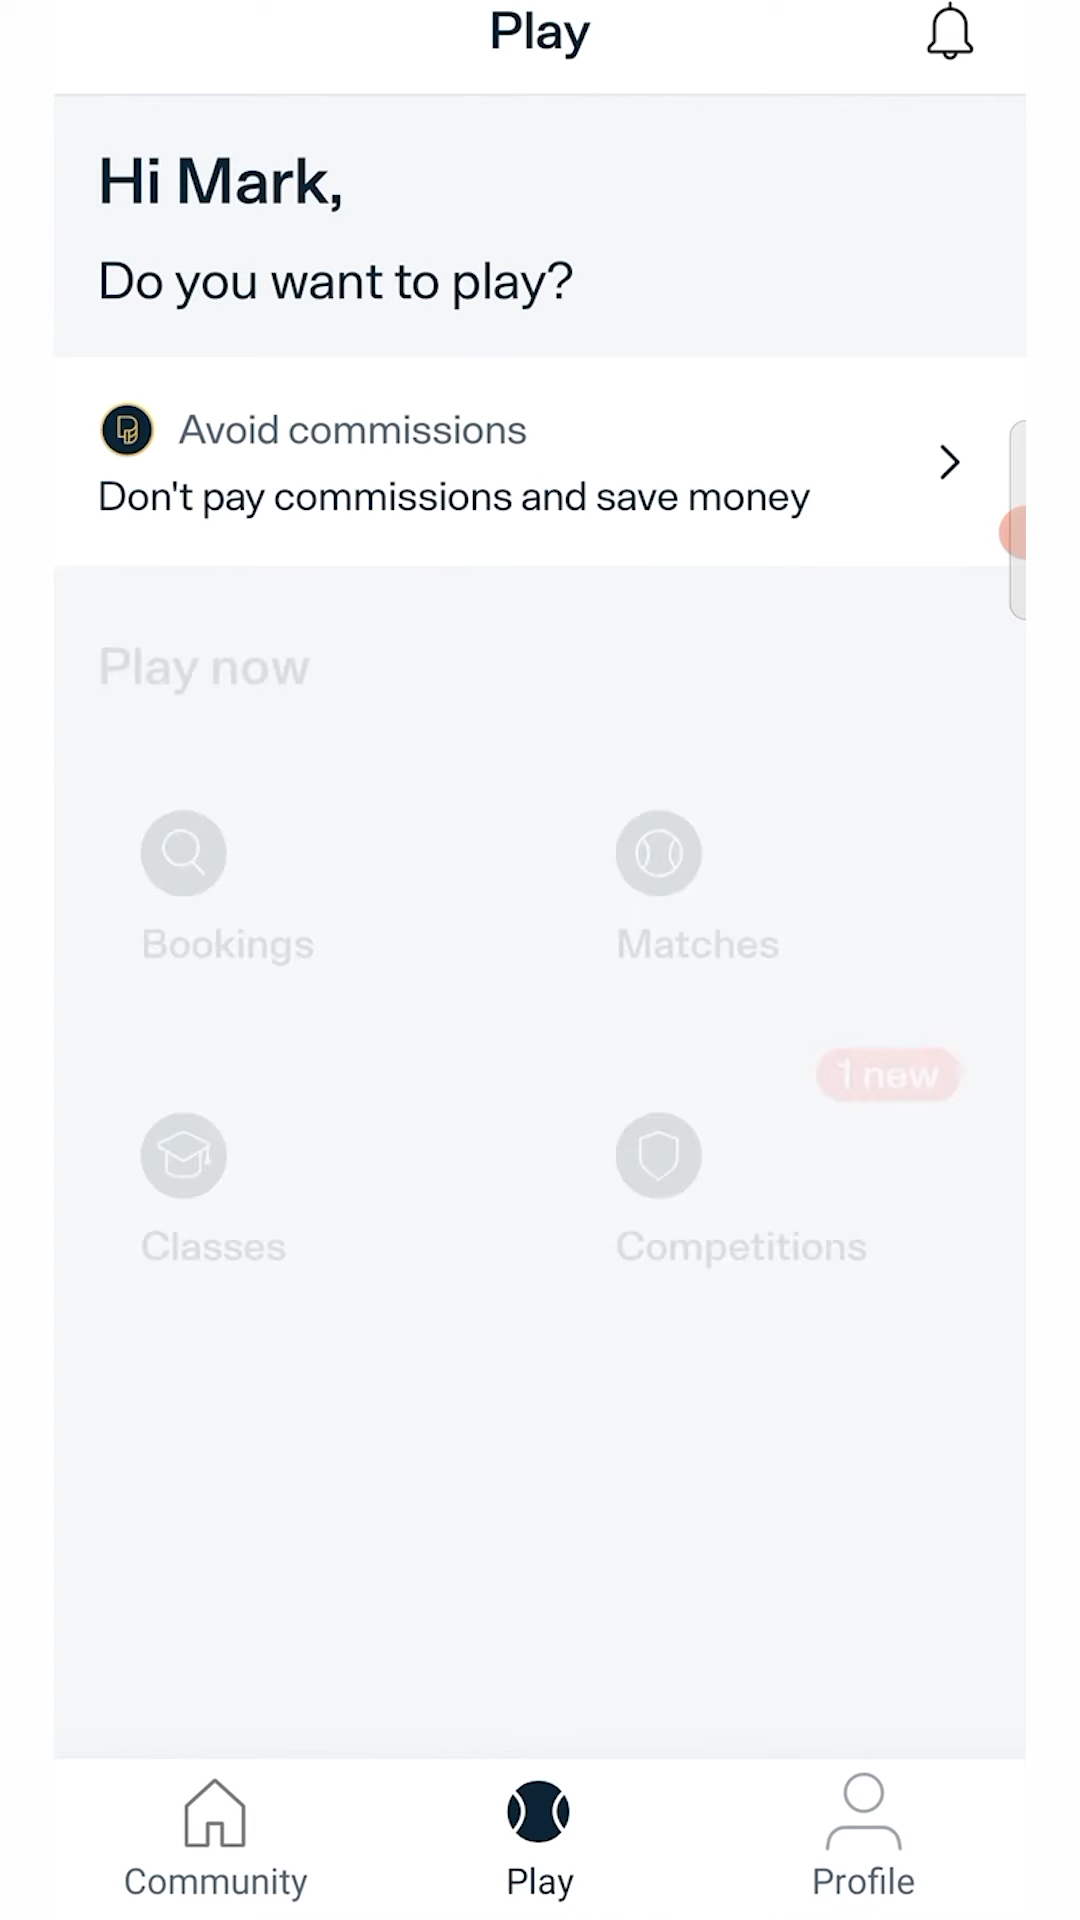 Play
Hi Mark,
Do you want to play?
Avoid commissions
Don't pay commissions and save money
Play now
Bookings
Matches
1 new
Classes
Competitions
Community
Play
Profile